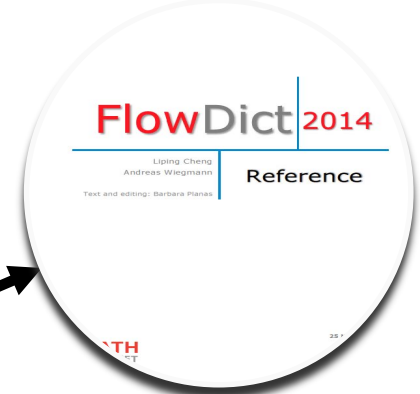 FlowDict 2014
Liping Cheng
Andreas Wiegmann
Reference
Text and editing: Barbara Planas